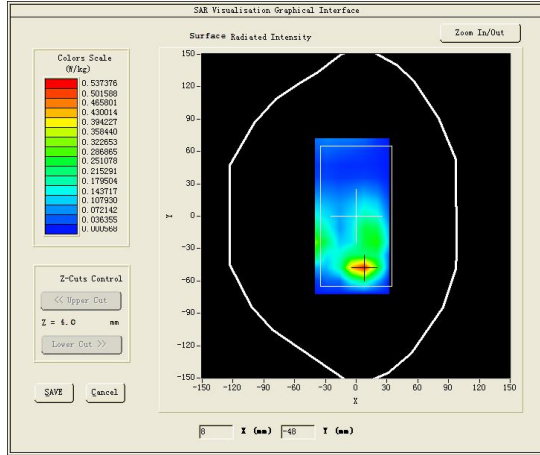 SAR Visualisation Graphical Interface
Surface Radiated Intensity
Zoom In/Out
Colors Scale
(W/kg)
0.537376
0.501588
0.465801
0.430014
0.394227
0.358440
0.322653
0.286865
0.251078
0.215291
0.179504
0.143717
0.107930
0.072142
0.036355
0.000568
150
120
90
60
30
0
-30
-60
-90
-120
-150
Y
-150 -120 -90 -60 -30 0 30 60 90 120 150
X
Z-Cuts Control
<< Upper Cut
Z = 4.0 mm
Lower Cut >>
SAVE
Cancel
8 X (mm) -48 Y (mm)